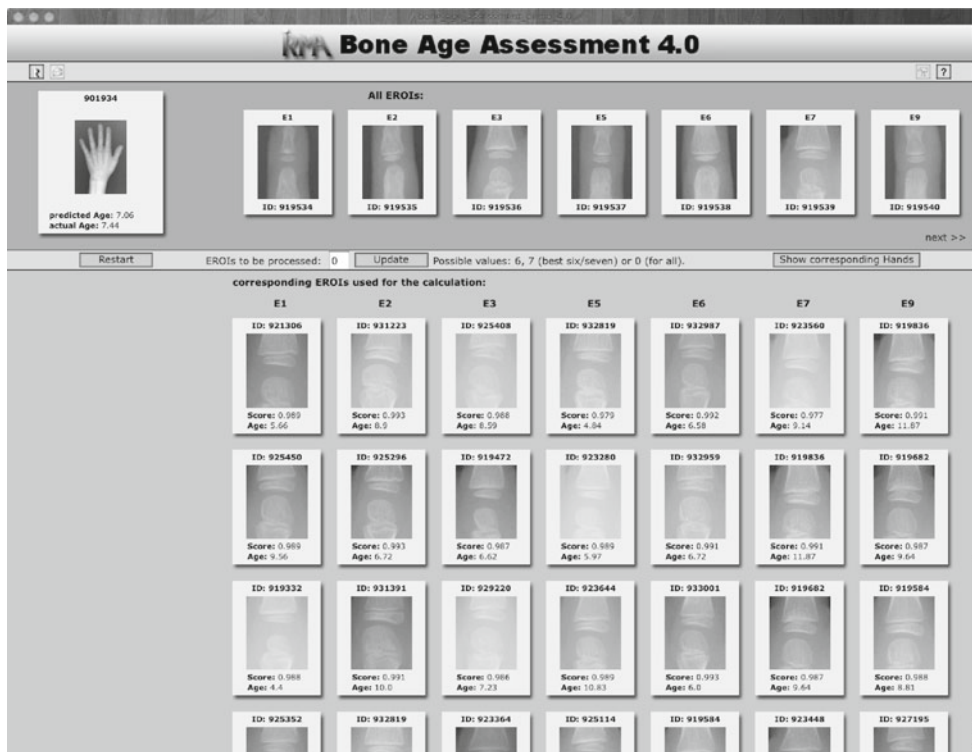 IRMA Bone Age Assessment 4.0
?
901934
predicted Age: 7.06
actual Age: 7.44
All EROIs:
E1 E2 E3 E5 E6 E7 E9
ID: 919534 ID: 919535 ID: 919536 ID: 919537 ID: 919538 ID: 919539 ID: 919540
next >>
Restart EROIs to be processed: 0 Update Possible values: 6, 7 (best six/seven) or 0 (for all). Show corresponding Hands
corresponding EROIs used for the calculation:
E1 E2 E3 E5 E6 E7 E9
ID: 921306 ID: 931223 ID: 925408 ID: 932819 ID: 932987 ID: 923560 ID: 919836
Score: 0.989 Score: 0.993 Score: 0.988 Score: 0.979 Score: 0.992 Score: 0.977 Score: 0.991
Age: 5.66 Age: 8.9 Age: 8.59 Age: 4.84 Age: 6.58 Age: 9.14 Age: 11.87
ID: 925450 ID: 925296 ID: 919472 ID: 923280 ID: 932959 ID: 919836 ID: 919682
Score: 0.989 Score: 0.993 Score: 0.987 Score: 0.989 Score: 0.991 Score: 0.991 Score: 0.987
Age: 9.56 Age: 6.72 Age: 6.62 Age: 5.97 Age: 6.72 Age: 11.87 Age: 9.64
ID: 919332 ID: 931391 ID: 929220 ID: 923644 ID: 933001 ID: 919682 ID: 919584
Score: 0.988 Score: 0.991 Score: 0.986 Score: 0.989 Score: 0.993 Score: 0.987 Score: 0.988
Age: 4.4 Age: 10.0 Age: 7.23 Age: 10.83 Age: 6.0 Age: 9.64 Age: 8.81
ID: 925352 ID: 932819 ID: 923364 ID: 925114 ID: 919584 ID: 923448 ID: 927195